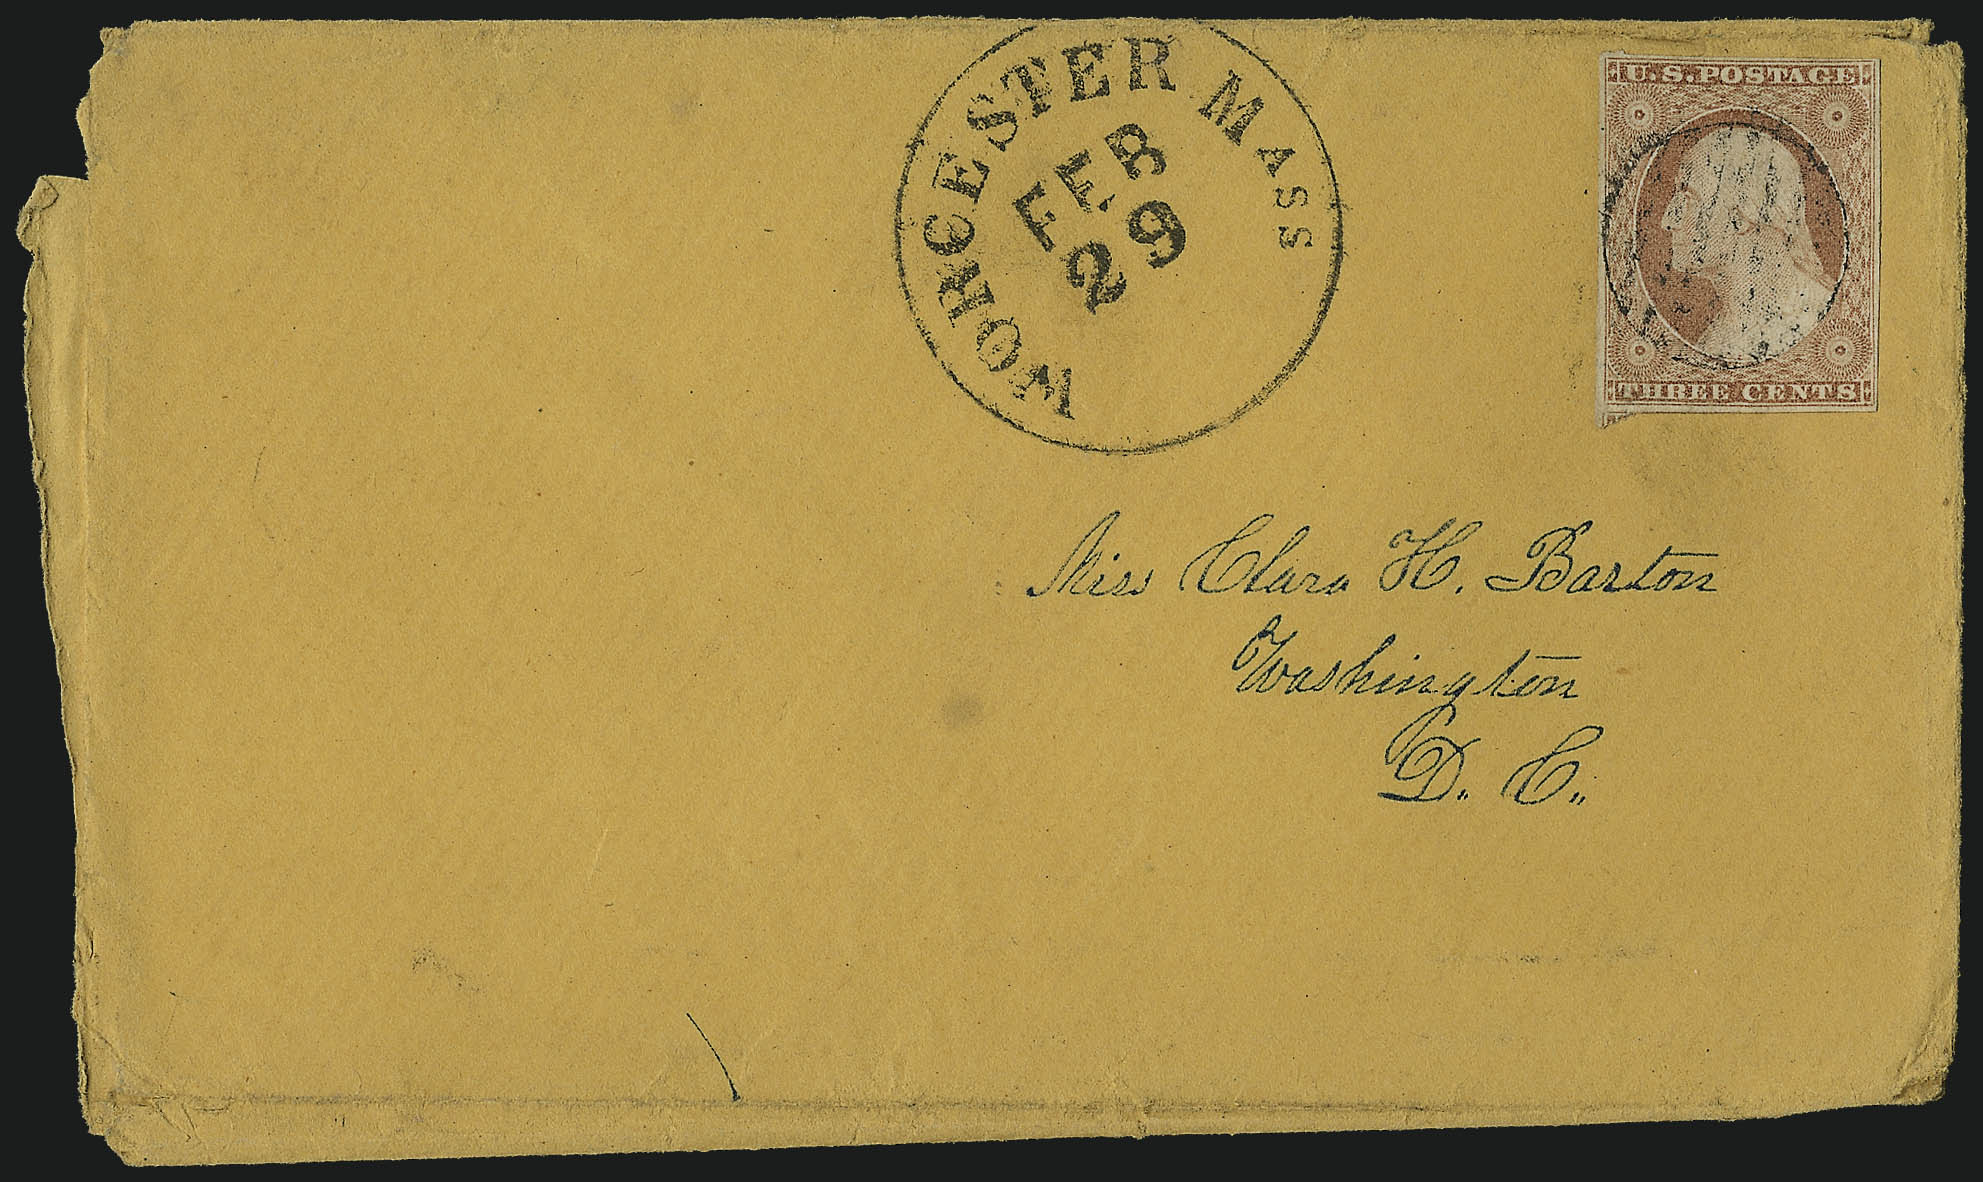 WORCESTER MASS
FEB
29
U.S. POSTAGE
THREE CENTS
Miss Clara H. Barton
Washington
D. C.